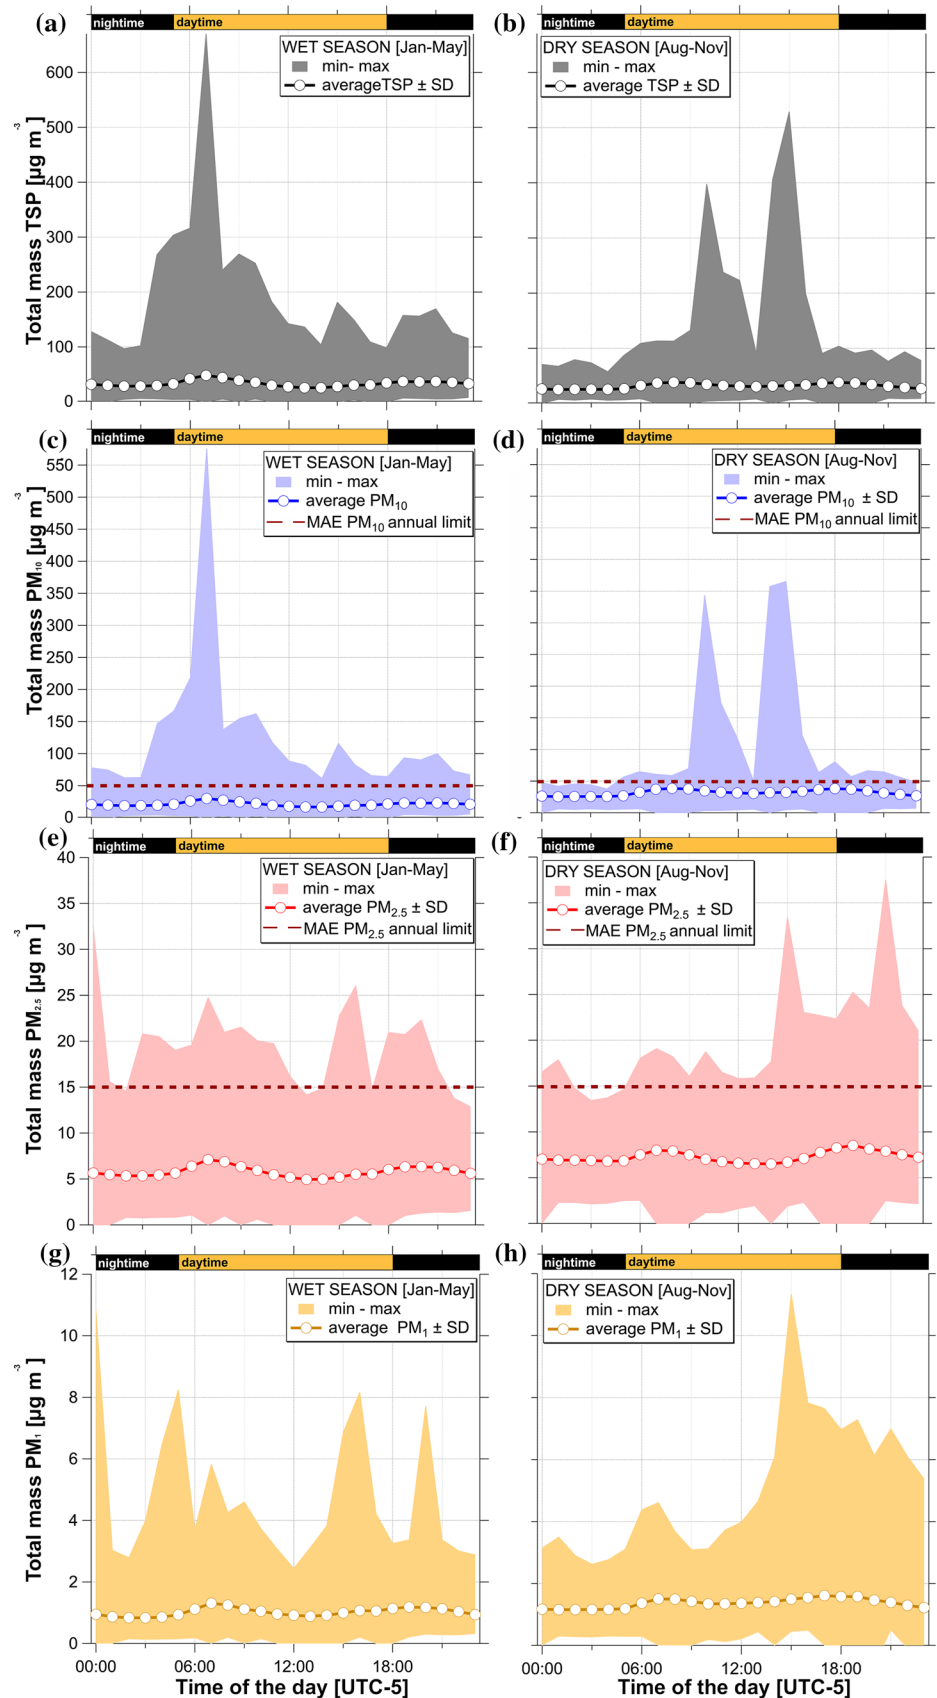 (a)
nighttime daytime
WET SEASON [Jan-May]
min- max
averageTSP ± SD
Total mass TSP [µg m-3]
600
500
400
300
200
100
0
(b)
nighttime daytime
DRY SEASON [Aug-Nov]
min - max
average TSP ± SD
(c)
nightime daytime
WET SEASON [Jan-May]
min - max
average PM10
MAE PM10 annual limit
Total mass PM10 [µg m-3]
550
500
450
400
350
300
250
200
150
100
50
0
(d)
nighttime daytime
DRY SEASON [Aug-Nov]
min - max
average PM10 ± SD
MAE PM10 annual limit
(e)
nighttime daytime
WET SEASON [Jan-May]
min - max
average PM2.5 ± SD
MAE PM2.5 annual limit
Total mass PM2.5 [µg m-3]
40
35
30
25
20
15
10
5
0
(f)
nighttime daytime
DRY SEASON [Aug-Nov]
min - max
average PM2.5 ± SD
MAE PM2.5 annual limit
(g)
nighttime daytime
WET SEASON [Jan-May]
min - max
average PM1 ± SD
Total mass PM1 [µg m-3]
12
10
8
6
4
2
0
00:00 06:00 12:00 18:00
Time of the day [UTC-5]
(h)
nighttime daytime
DRY SEASON [Aug-Nov]
min - max
average PM1 ± SD
00:00 06:00 12:00 18:00
Time of the day [UTC-5]